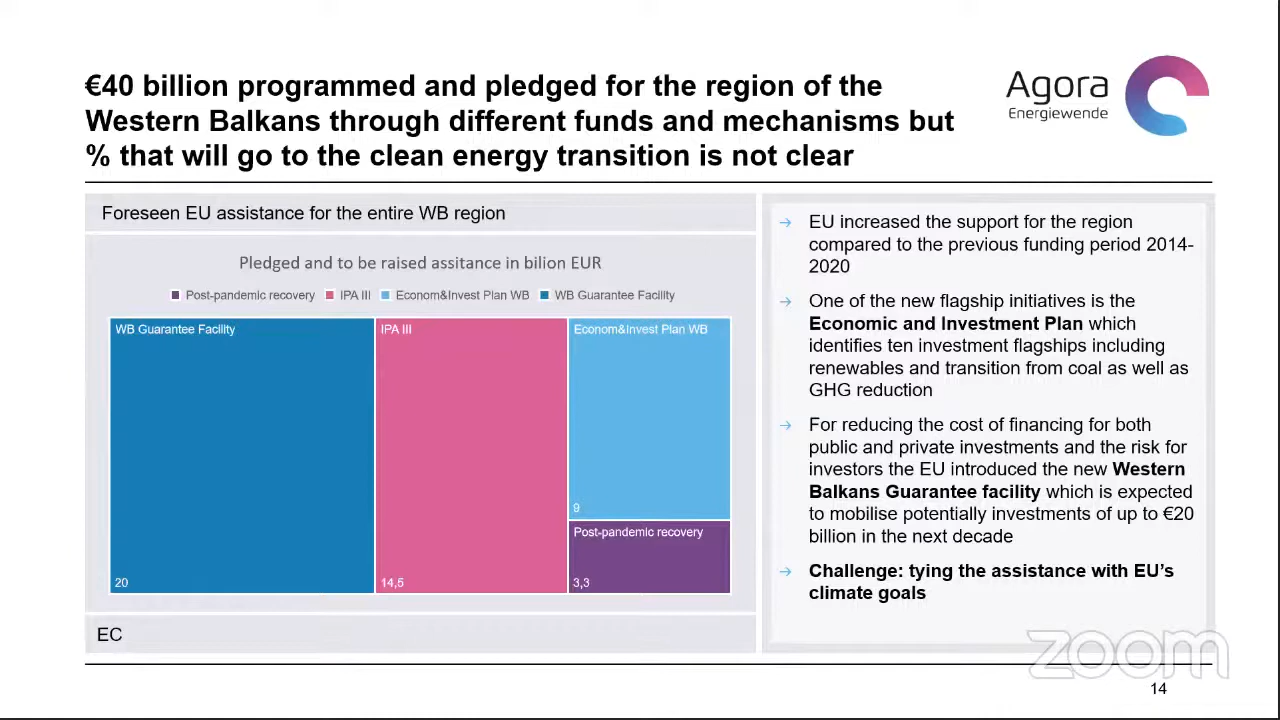 €40 billion programmed and pledged for the region of the
Western Balkans through different funds and mechanisms but
% that will go to the clean energy transition is not clear
Agora
Energiewende
Foreseen EU assistance for the entire WB region
Pledged and to be raised assitance in bilion EUR
Post-pandemic recovery IPA III Econom&Invest Plan WB WB Guarantee Facility
WB Guarantee Facility
20
IPA III
14,5
Econom&Invest Plan WB
9
Post-pandemic recovery
3,3
EC
→ EU increased the support for the region
compared to the previous funding period 2014-
2020
→ One of the new flagship initiatives is the
Economic and Investment Plan which
identifies ten investment flagships including
renewables and transition from coal as well as
GHG reduction
→ For reducing the cost of financing for both
public and private investments and the risk for
investors the EU introduced the new Western
Balkans Guarantee facility which is expected
to mobilise potentially investments of up to €20
billion in the next decade
→ Challenge: tying the assistance with EU's
climate goals
zoom
14